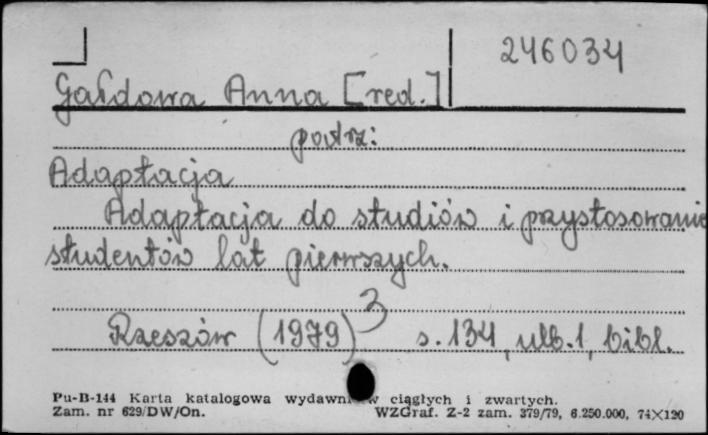 246034
Gałdowa Anna [red.]
patrz:
Adaptacja
Adaptacja do studiów i przystosowanie
studentów lat pierwszych.
Rzeszów (1979) 3 s. 134, nlb. 1, bibl.
Pu-B-144 Karta katalogowa wydawnictw ciągłych i zwartych.
Zam. nr 629/DW/On. WZGraf. Z-2 zam. 379/79, 6.250.000, 74×120